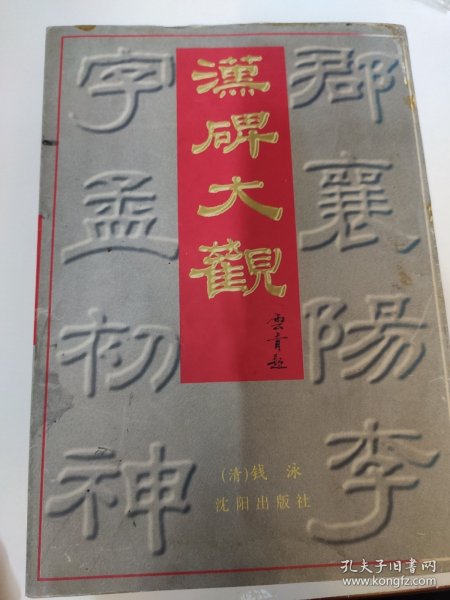 漢碑大觀
雲青題
郡襄陽李
字孟初神
(清)钱 泳
沈阳出版社
孔夫子旧书网
www.kongfz.com